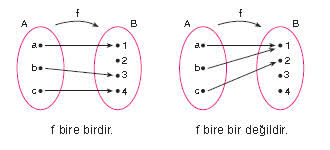 f
A B
a 1
2
b 3
c 4
f bire birdir.
f
A B
a 1
2
b 3
c 4
f bire bir değildir.